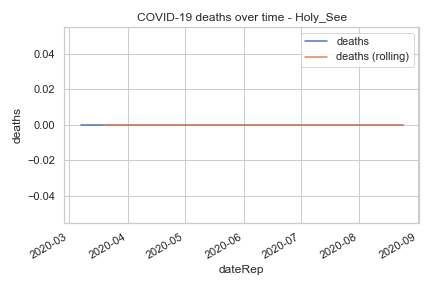 COVID-19 deaths over time - Holy_See
deaths
deaths (rolling)
0.04
0.02
0.00
−0.02
−0.04
deaths
2020-03
2020-04
2020-05
2020-06
2020-07
2020-08
2020-09
dateRep